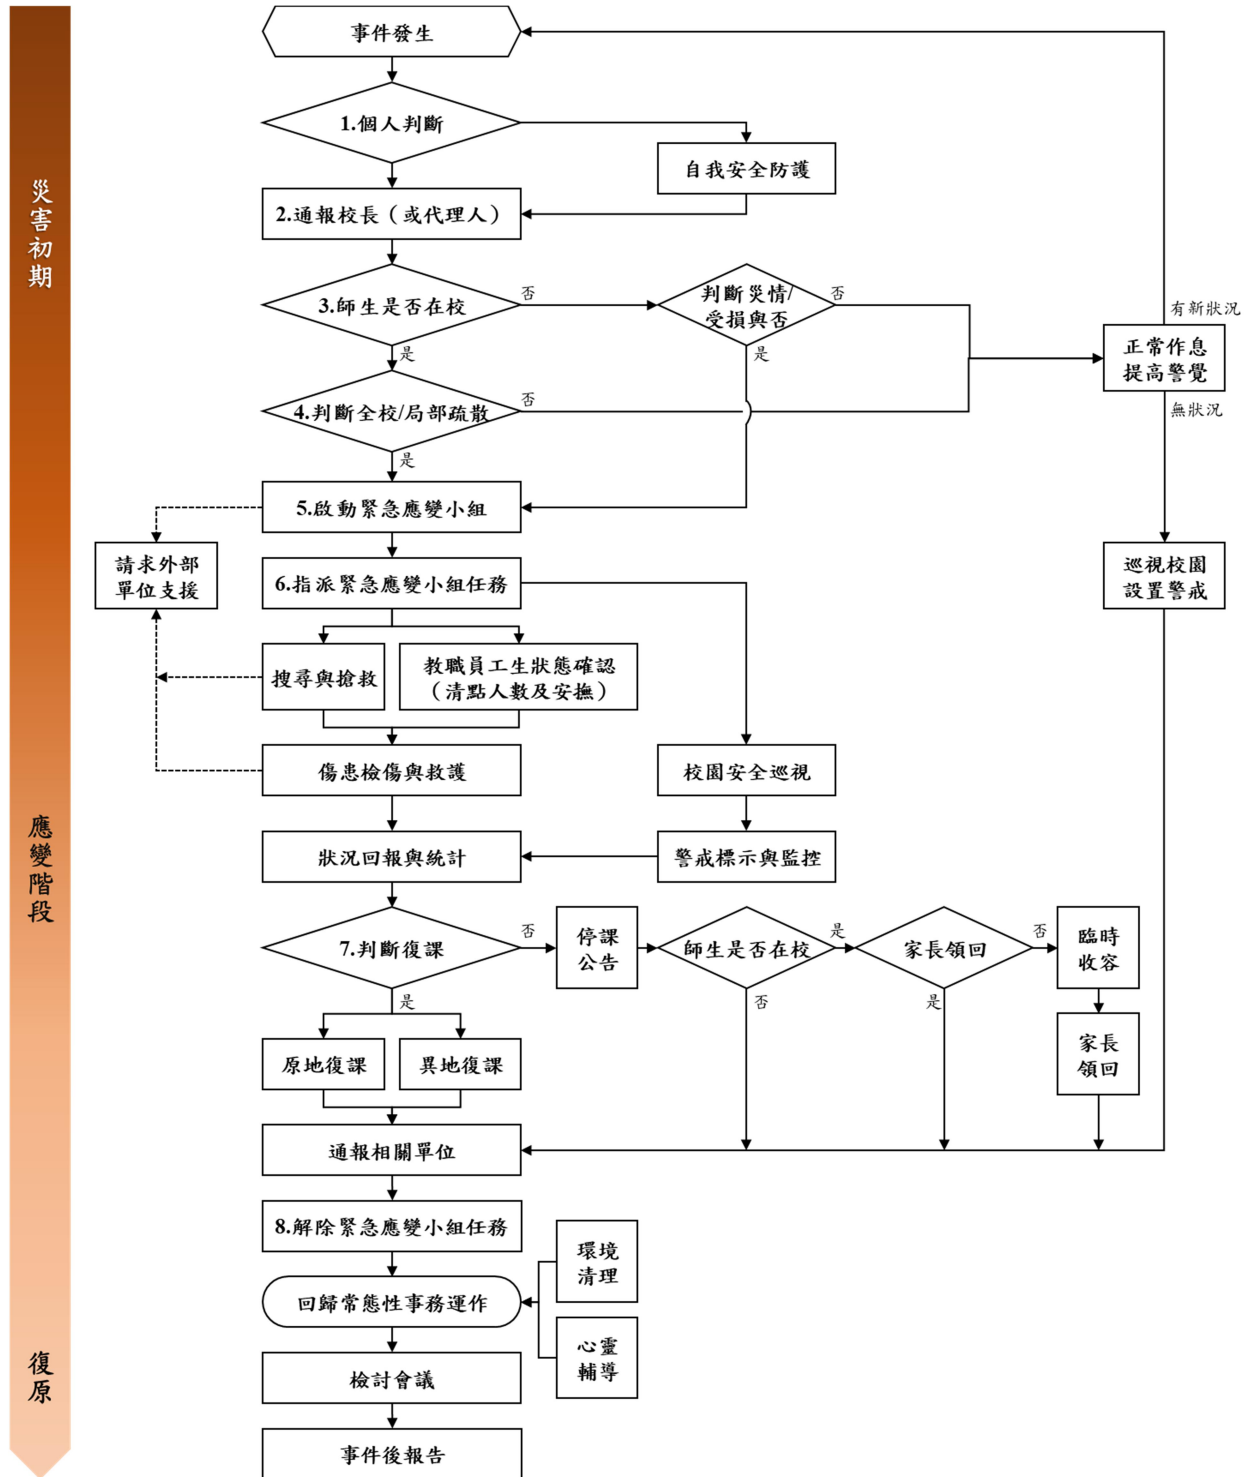 事件發生
1.個人判斷
自我安全防護
2.通報校長（或代理人）
災害初期
3.師生是否在校
否
判斷災情/
受損與否
否
有新狀況
正常作息
提高警覺
是
是
4.判斷全校/局部疏散
否
無狀況
是
5.啟動緊急應變小組
請求外部
單位支援
6.指派緊急應變小組任務
巡視校園
設置警戒
搜尋與搶救
教職員工生狀態確認
（清點人數及安撫）
傷患檢傷與救護
校園安全巡視
應變階段
狀況回報與統計
警戒標示與監控
7.判斷復課
否
停課
公告
師生是否在校
是
家長領回
否
臨時
收容
是
否
是
原地復課
異地復課
家長
領回
通報相關單位
8.解除緊急應變小組任務
環境
清理
回歸常態性事務運作
心靈
輔導
復原
檢討會議
事件後報告